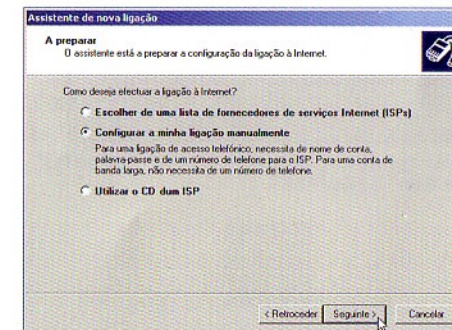 Assistente de nova ligação
A preparar
O assistente está a preparar a configuração da ligação à Internet.
Como deseja efectuar a ligação à Internet?
Escolher de uma lista de fornecedores de serviços Internet (ISPs)
Configurar a minha ligação manualmente
Para uma ligação de acesso telefónico, necessita de nome de conta,
palavra-passe e de um número de telefone para o ISP. Para uma conta de
banda larga, não necessita de um número de telefone.
Utilizar o CD dum ISP
< Retroceder
Seguinte >
Cancelar